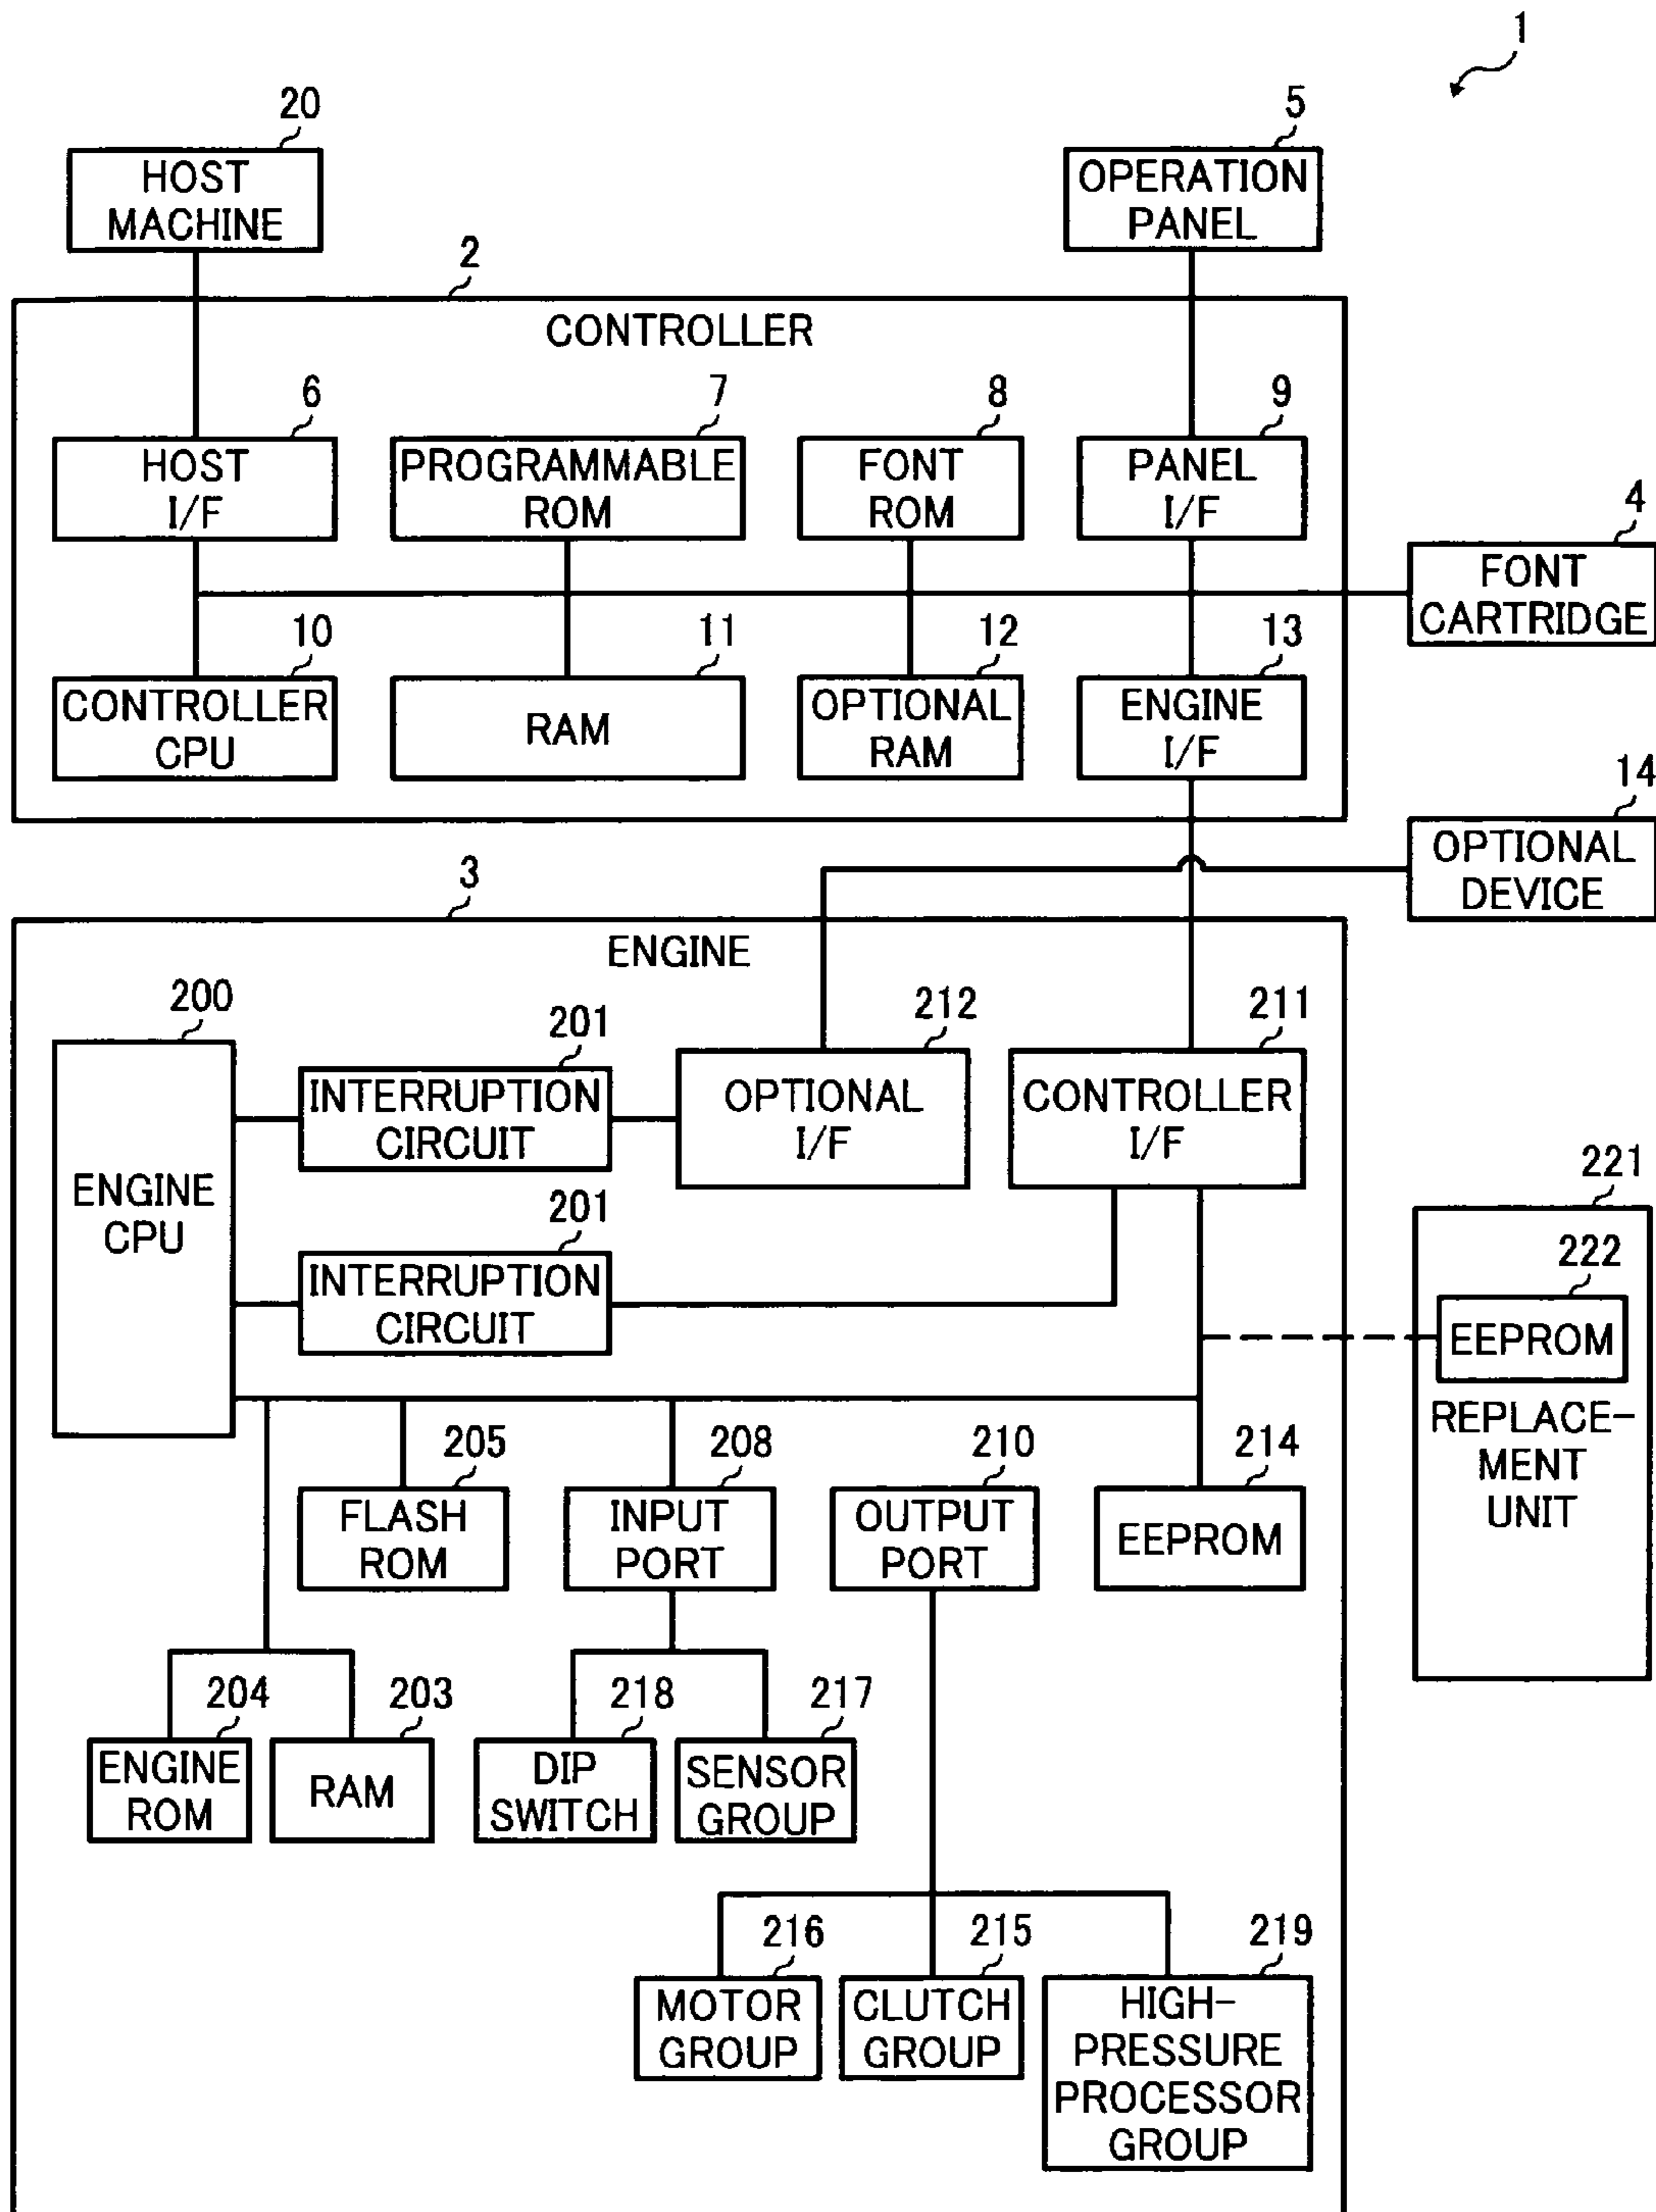 1
20
HOST
MACHINE
5
OPERATION
PANEL
2
CONTROLLER
6
HOST
I/F
7
PROGRAMMABLE
ROM
8
FONT
ROM
9
PANEL
I/F
4
FONT
CARTRIDGE
10
CONTROLLER
CPU
11
RAM
12
OPTIONAL
RAM
13
ENGINE
I/F
14
OPTIONAL
DEVICE
3
ENGINE
200
ENGINE
CPU
201
INTERRUPTION
CIRCUIT
212
OPTIONAL
I/F
211
CONTROLLER
I/F
201
INTERRUPTION
CIRCUIT
221
222
EEPROM
REPLACE-
MENT
UNIT
205
FLASH
ROM
208
INPUT
PORT
210
OUTPUT
PORT
214
EEPROM
204
ENGINE
ROM
203
RAM
218
DIP
SWITCH
217
SENSOR
GROUP
216
MOTOR
GROUP
215
CLUTCH
GROUP
219
HIGH-
PRESSURE
PROCESSOR
GROUP